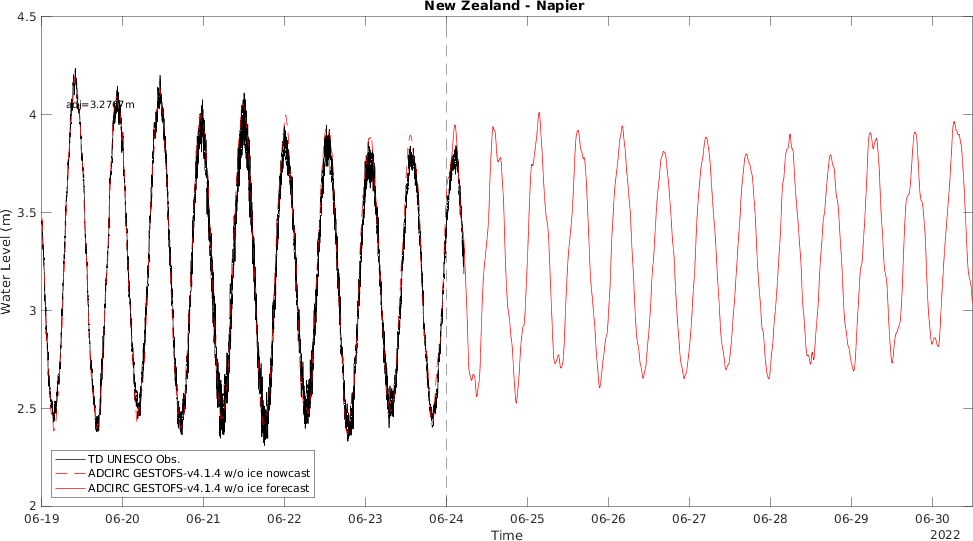 New Zealand - Napier
4.5
4
3.5
3
2.5
2
Water Level (m)
TD UNESCO Obs.
ADCIRC GESTOFS-v4.1.4 w/o ice nowcast
ADCIRC GESTOFS-v4.1.4 w/o ice forecast
06-19 06-20 06-21 06-22 06-23 06-24 06-25 06-26 06-27 06-28 06-29 06-30
Time
2022